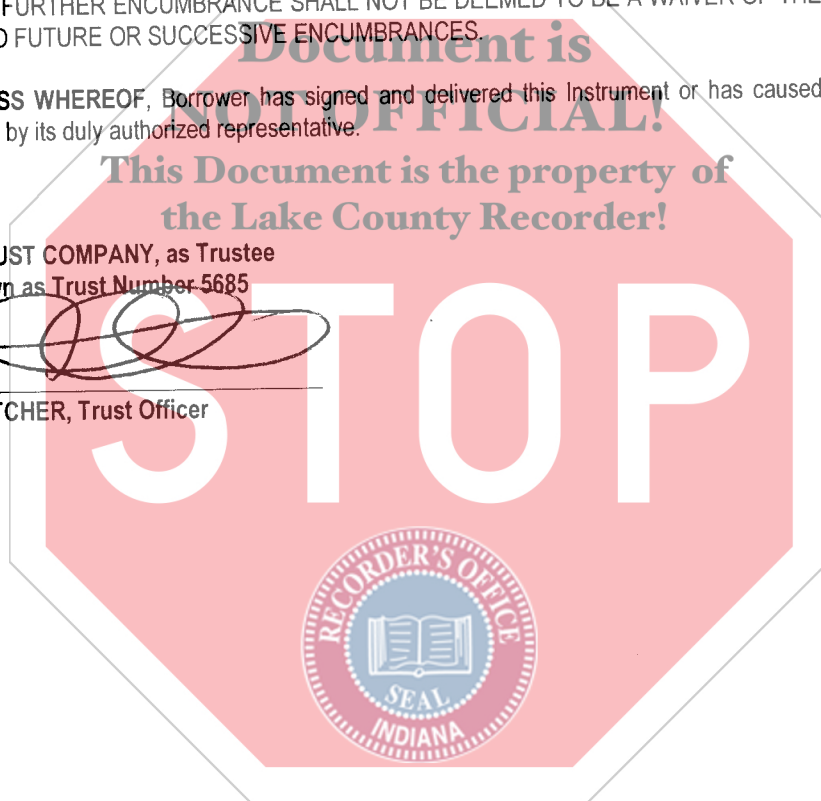 FURTHER ENCUMBRANCE SHALL NOT BE DEEMED TO BE A WAIVER OF THE
FUTURE OR SUCCESSIVE ENCUMBRANCES.
Document is
SS WHEREOF, Borrower has signed and delivered this Instrument or has caused
NOT OFFICIAL!
by its duly authorized representative.
This Document is the property of
the Lake County Recorder!
UST COMPANY, as Trustee
n as Trust Number 5685
STOP
TCHER, Trust Officer
RECORDER'S OFFICE
SEAL
INDIANA